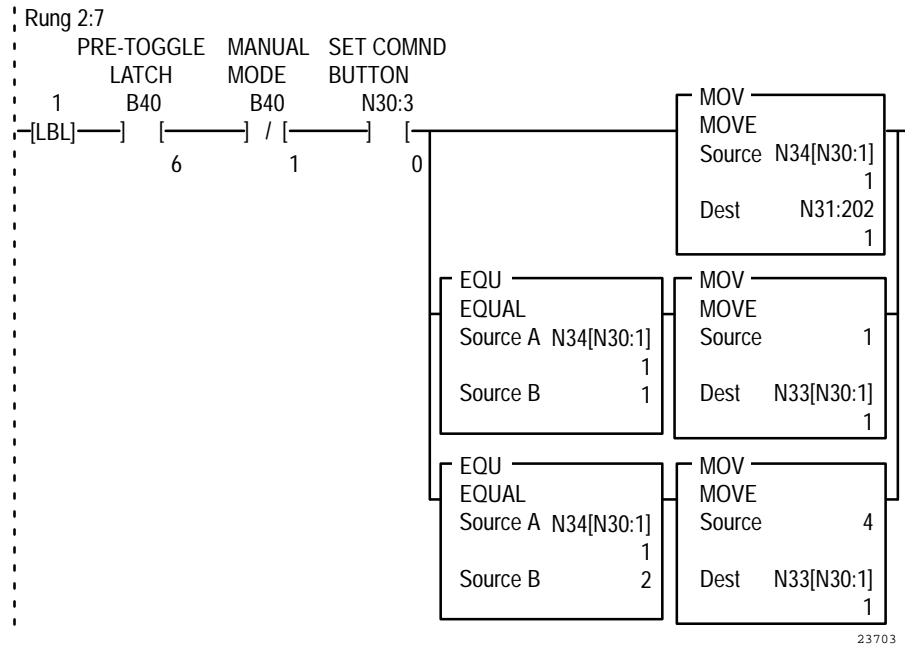 Rung 2:7
PRE-TOGGLE MANUAL SET COMND
LATCH MODE BUTTON
1 B40 B40 N30:3
[LBL] ] [ ] / [ ] [
6 1 0
MOV
MOVE
Source N34[N30:1]
1
Dest N31:202
1
EQU
EQUAL
Source A N34[N30:1]
1
Source B 1
MOV
MOVE
Source 1
Dest N33[N30:1]
1
EQU
EQUAL
Source A N34[N30:1]
1
Source B 2
MOV
MOVE
Source 4
Dest N33[N30:1]
1
23703